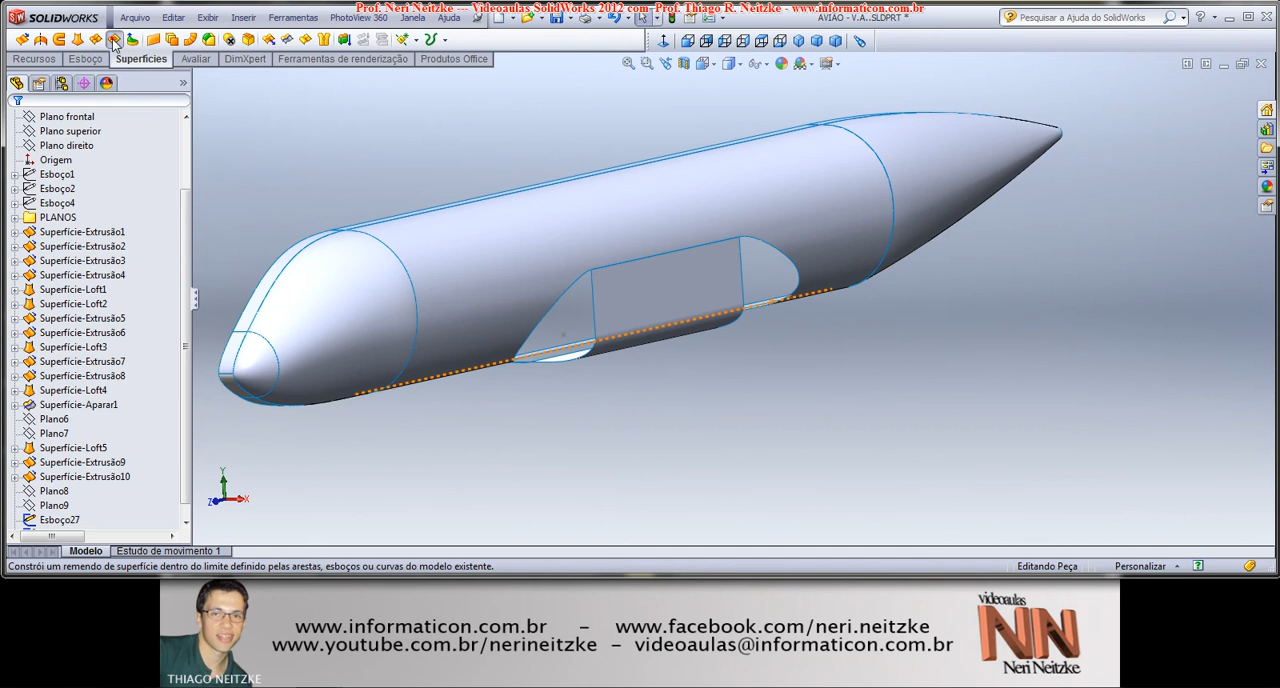 Prof. Neri Neitzke --- Videoaulas SolidWorks 2012 com Prof. Thiago R. Neitzke - www.informaticon.com.br
SOLIDWORKS Arquivo Editar Exibir Inserir Ferramentas PhotoView 360 Janela Ajuda AVIAO - V.A...SLDPRT * Pesquisar a Ajuda do SolidWorks
Recursos Esboço Superfícies Avaliar DimXpert Ferramentas de renderização Produtos Office
Plano frontal
Plano superior
Plano direito
Origem
Esboço1
Esboço2
Esboço4
PLANOS
Superfície-Extrusão1
Superfície-Extrusão2
Superfície-Extrusão3
Superfície-Extrusão4
Superfície-Loft1
Superfície-Loft2
Superfície-Extrusão5
Superfície-Extrusão6
Superfície-Loft3
Superfície-Extrusão7
Superfície-Extrusão8
Superfície-Loft4
Superfície-Aparar1
Plano6
Plano7
Superfície-Loft5
Superfície-Extrusão9
Superfície-Extrusão10
Plano8
Plano9
Esboço27
Y
Z X
Modelo Estudo de movimento 1
Constrói um remendo de superfície dentro do limite definido pelas arestas, esboços ou curvas do modelo existente. Editando Peça Personalizar
www.informaticon.com.br - www.facebook.com/neri.neitzke
www.youtube.com.br/nerineitzke - videoaulas@informaticon.com.br
THIAGO NEITZKE
videoaulas
NN
Neri Neitzke